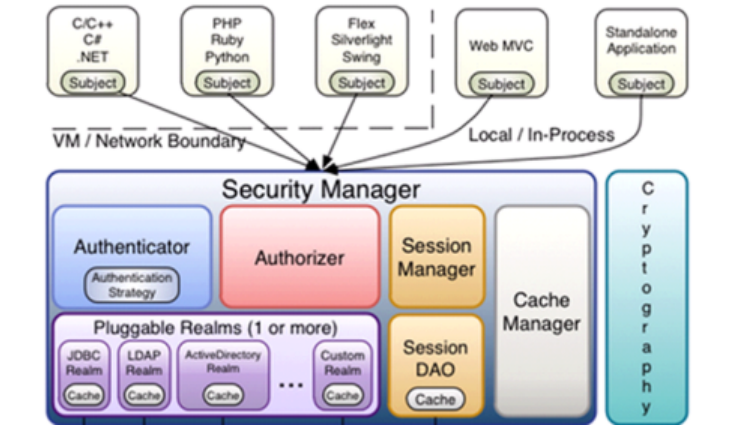 C/C++
C#
.NET
Subject
PHP
Ruby
Python
Subject
Flex
Silverlight
Swing
Subject
Web MVC
Subject
Standalone
Application
Subject
VM / Network Boundary
Local / In-Process
Security Manager
Authenticator
Authentication
Strategy
Authorizer
Session
Manager
Cache
Manager
Pluggable Realms (1 or more)
JDBC
Realm
Cache
LDAP
Realm
Cache
ActiveDirectory
Realm
Cache
...
Custom
Realm
Cache
Session
DAO
Cache
C
r
y
p
t
o
g
r
a
p
h
y